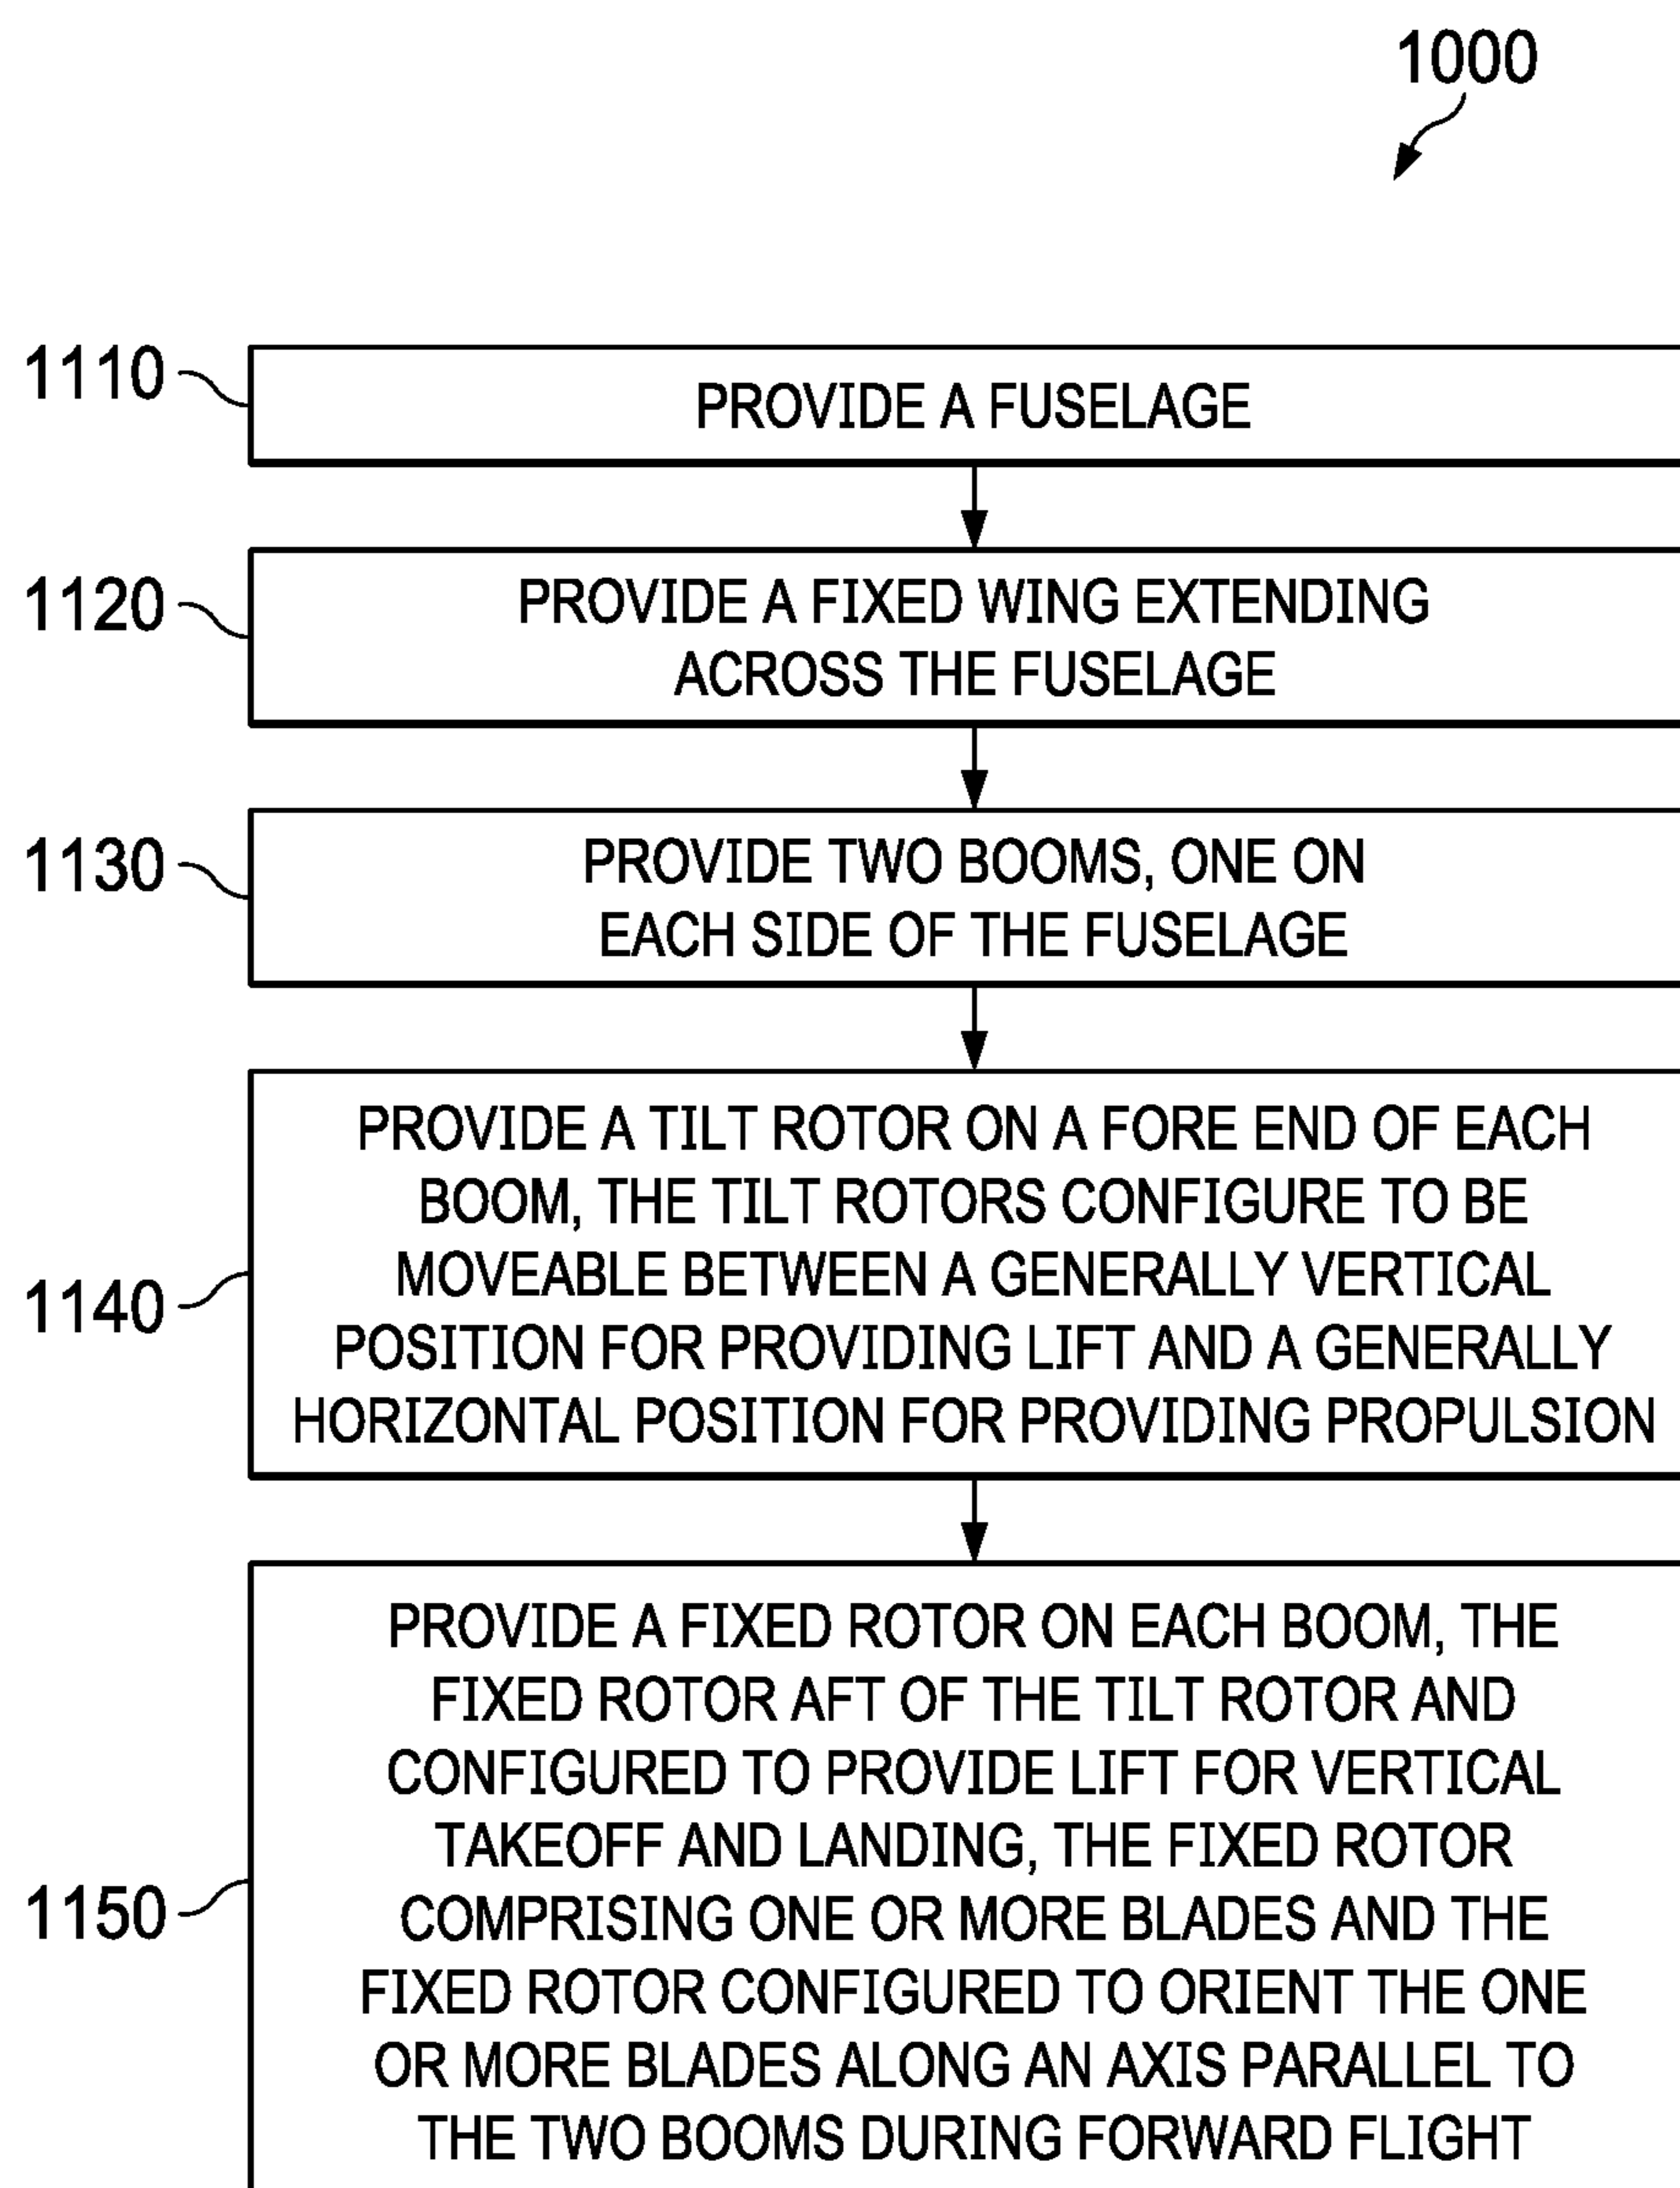 1000
1110
PROVIDE A FUSELAGE
1120
PROVIDE A FIXED WING EXTENDING
ACROSS THE FUSELAGE
1130
PROVIDE TWO BOOMS, ONE ON
EACH SIDE OF THE FUSELAGE
1140
PROVIDE A TILT ROTOR ON A FORE END OF EACH
BOOM, THE TILT ROTORS CONFIGURE TO BE
MOVEABLE BETWEEN A GENERALLY VERTICAL
POSITION FOR PROVIDING LIFT AND A GENERALLY
HORIZONTAL POSITION FOR PROVIDING PROPULSION
1150
PROVIDE A FIXED ROTOR ON EACH BOOM, THE
FIXED ROTOR AFT OF THE TILT ROTOR AND
CONFIGURED TO PROVIDE LIFT FOR VERTICAL
TAKEOFF AND LANDING, THE FIXED ROTOR
COMPRISING ONE OR MORE BLADES AND THE
FIXED ROTOR CONFIGURED TO ORIENT THE ONE
OR MORE BLADES ALONG AN AXIS PARALLEL TO
THE TWO BOOMS DURING FORWARD FLIGHT